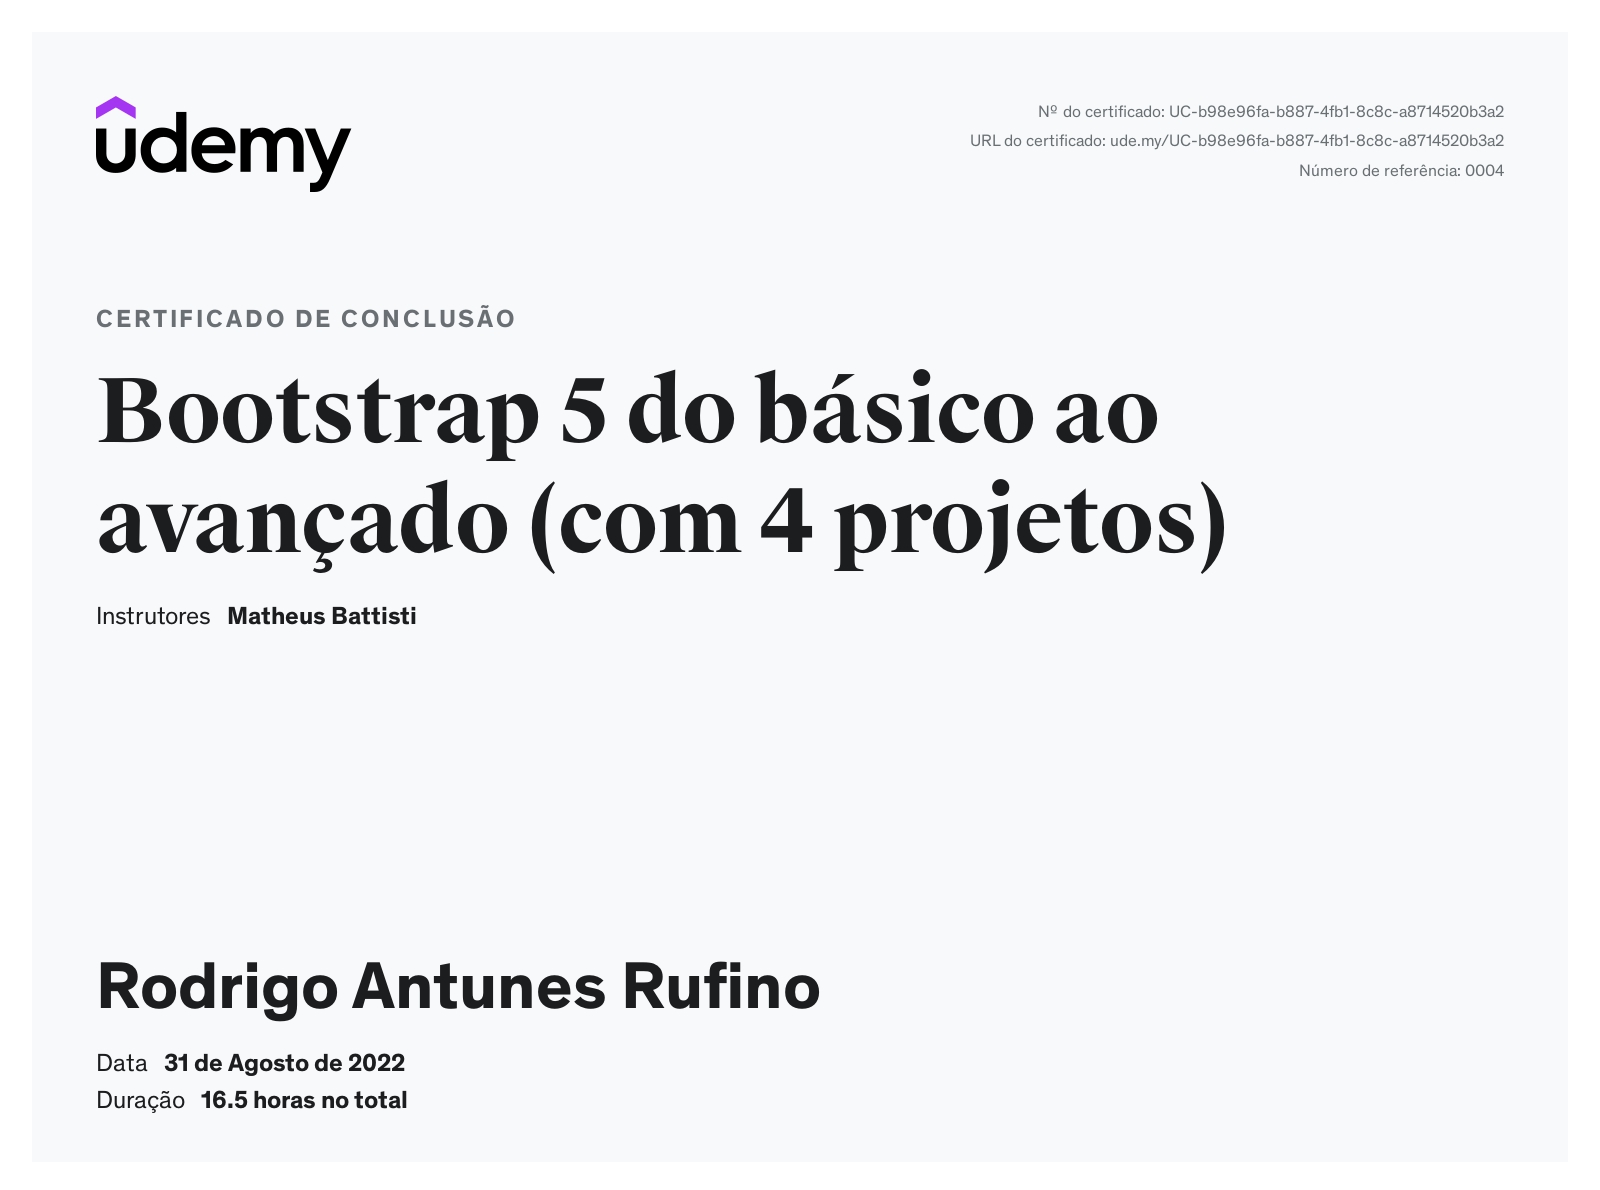 udemy
Nº do certificado: UC-b98e96fa-b887-4fb1-8c8c-a8714520b3a2
URL do certificado: ude.my/UC-b98e96fa-b887-4fb1-8c8c-a8714520b3a2
Número de referência: 0004
CERTIFICADO DE CONCLUSÃO
Bootstrap 5 do básico ao
avançado (com 4 projetos)
Instrutores Matheus Battisti
Rodrigo Antunes Rufino
Data 31 de Agosto de 2022
Duração 16.5 horas no total